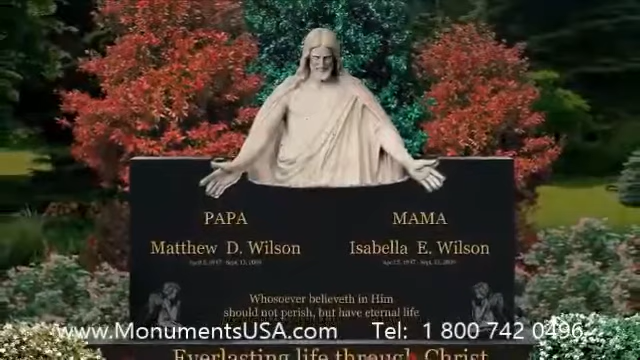 PAPA MAMA
Matthew D. Wilson Isabella E. Wilson
Whosoever believeth in Him
should not perish, but have eternal life
www.MonumentsUSA.com Tel: 1 800 742 0496
Everlasting life through Christ